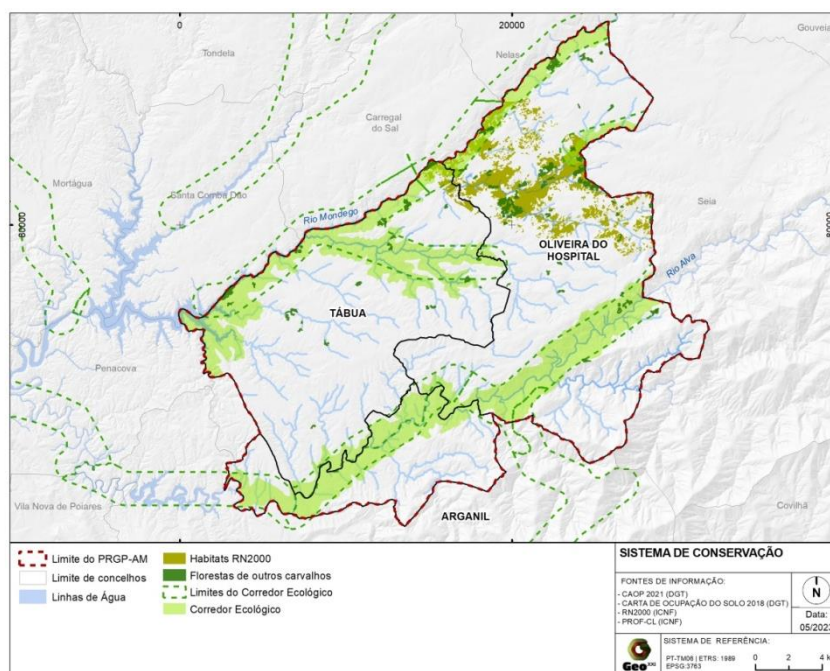 0
20000
Tondela
Gouveia
Nelas
Carregal
do Sal
Mortágua
Santa Comba Dão
Rio Mondego
Seia
60000
OLIVEIRA DO
HOSPITAL
Rio Alva
TÁBUA
Penacova
Vila Nova de Poiares
ARGANIL
Covilhã
0
20000
Limite do PRGP-AM
Limite de concelhos
Linhas de Água
Habitats RN2000
Florestas de outros carvalhos
Limites do Corredor Ecológico
Corredor Ecológico
SISTEMA DE CONSERVAÇÃO
FONTES DE INFORMAÇÃO:
- CAOP 2021 (DGT)
- CARTA DE OCUPAÇÃO DO SOLO 2018 (DGT)
- RN2000 (ICNF)
- PROF-CL (ICNF)
N
Data:
05/2023
SISTEMA DE REFERÊNCIA:
PT-TM06 | ETRS: 1989
EPSG:3763
Geo
0 2 4 k